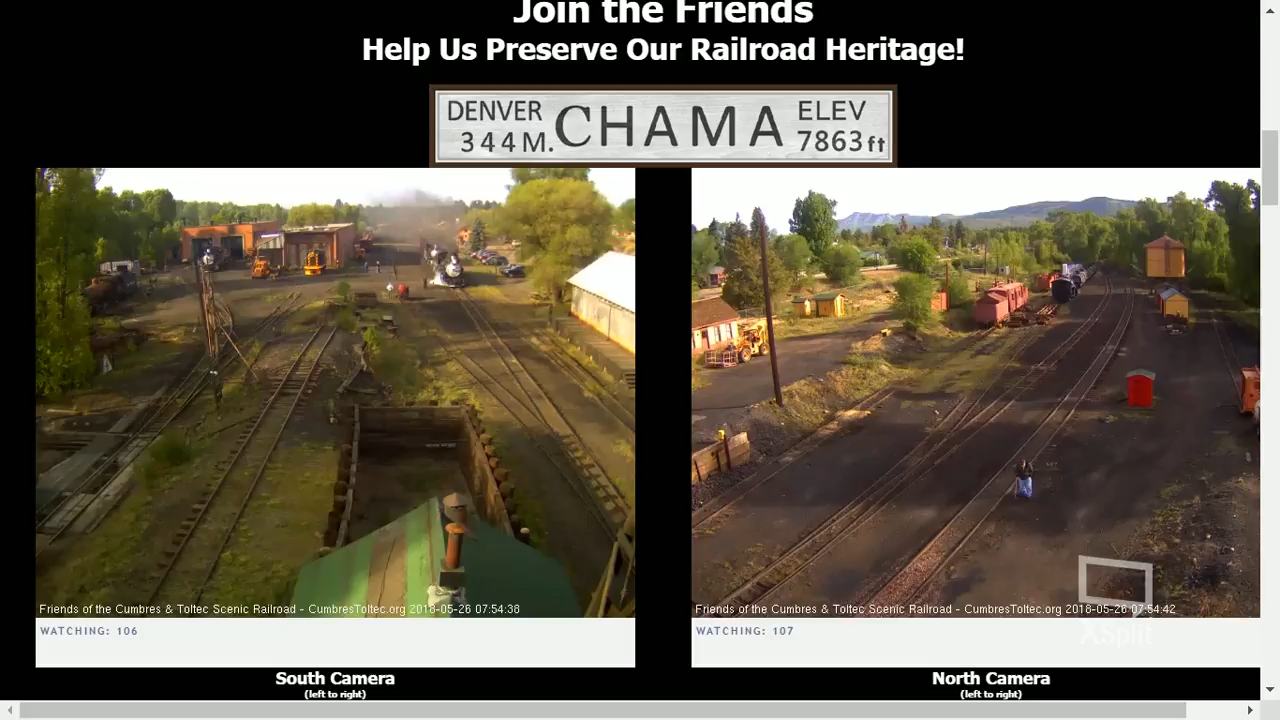 Join the Friends
Help Us Preserve Our Railroad Heritage!
DENVER 344M. CHAMA ELEV 7863 ft
Friends of the Cumbres & Toltec Scenic Railroad - CumbresToltec.org 2018-05-26 07:54:38
Friends of the Cumbres & Toltec Scenic Railroad - CumbresToltec.org 2018-05-26 07:54:42
WATCHING: 106
WATCHING: 107
XSplit
South Camera
(left to right)
North Camera
(left to right)